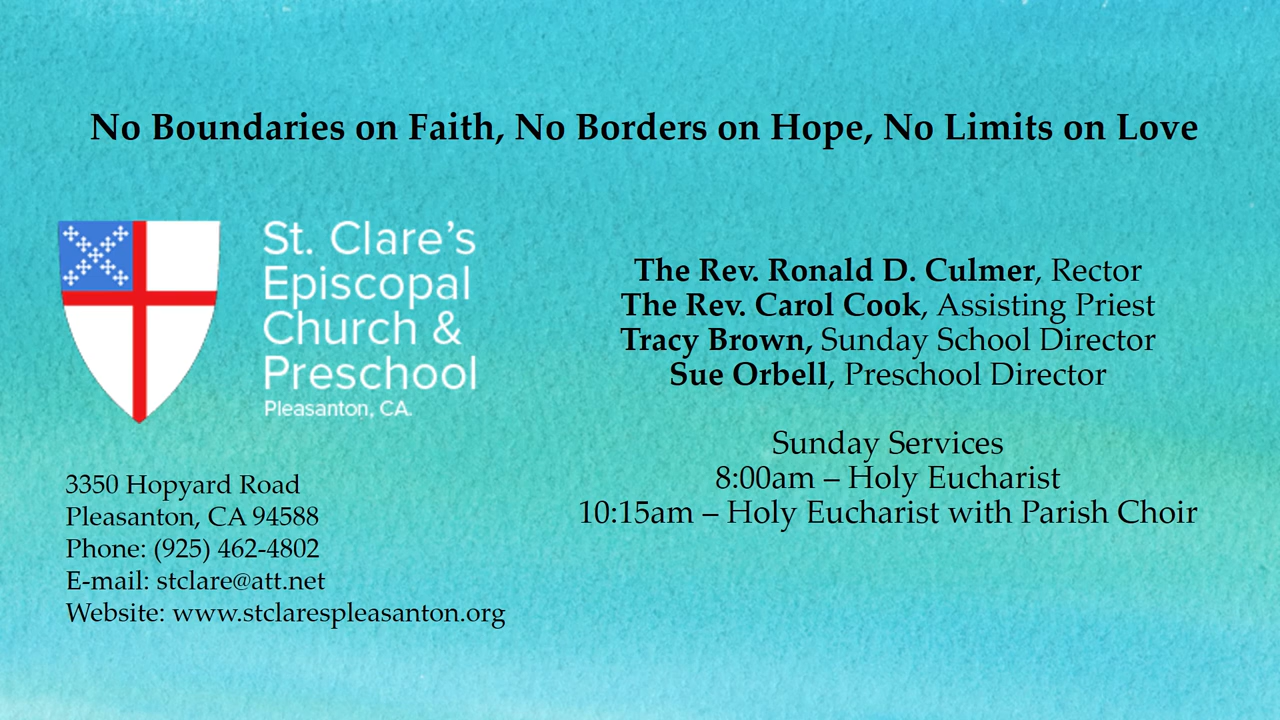 No Boundaries on Faith, No Borders on Hope, No Limits on Love
St. Clare's
Episcopal
Church &
Preschool
Pleasanton, CA.
3350 Hopyard Road
Pleasanton, CA 94588
Phone: (925) 462-4802
E-mail: stclare@att.net
Website: www.stclarespleasanton.org
The Rev. Ronald D. Culmer, Rector
The Rev. Carol Cook, Assisting Priest
Tracy Brown, Sunday School Director
Sue Orbell, Preschool Director
Sunday Services
8:00am – Holy Eucharist
10:15am – Holy Eucharist with Parish Choir